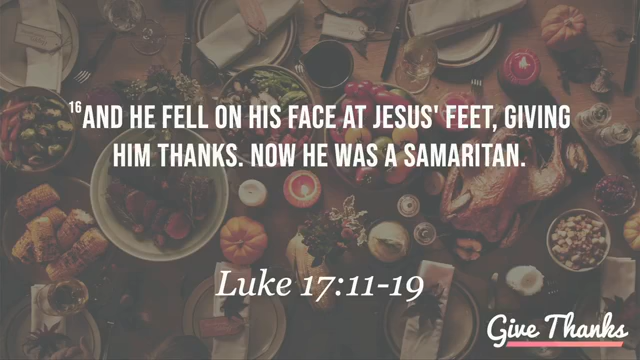 16AND HE FELL ON HIS FACE AT JESUS' FEET, GIVING
HIM THANKS. NOW HE WAS A SAMARITAN.
Luke 17:11-19
Give Thanks